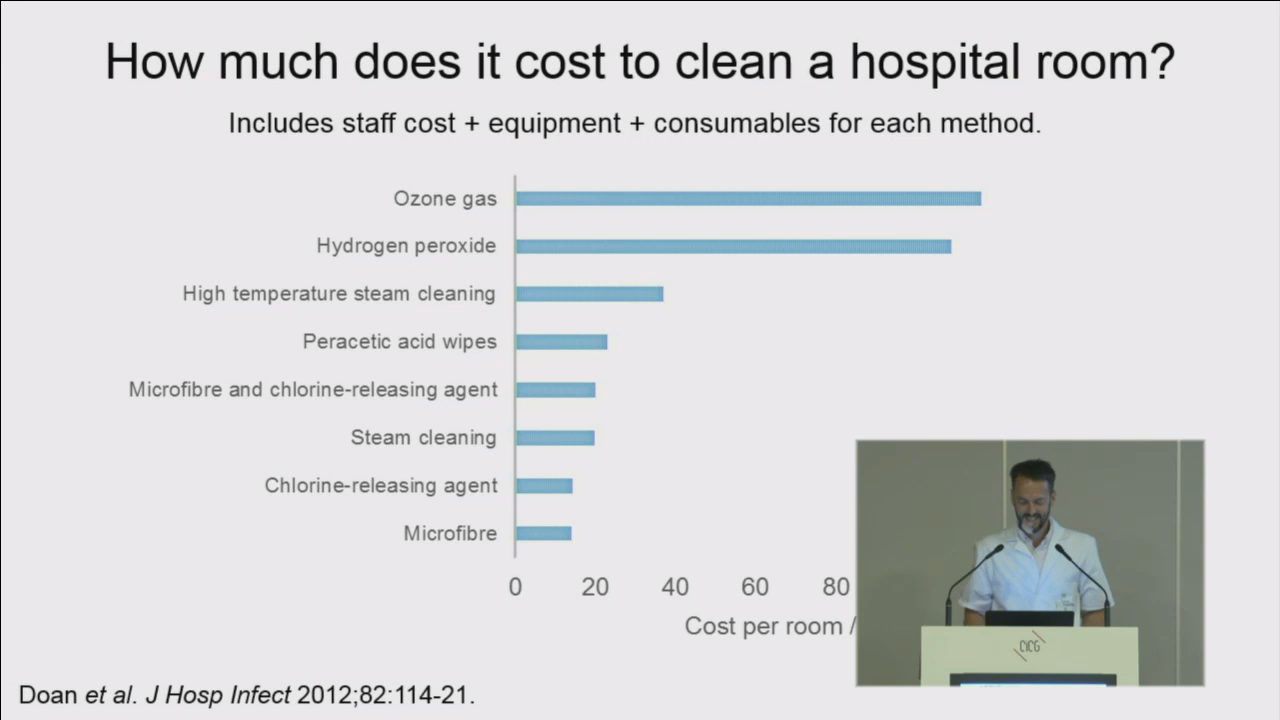 How much does it cost to clean a hospital room?
Includes staff cost + equipment + consumables for each method.
Ozone gas
Hydrogen peroxide
High temperature steam cleaning
Peracetic acid wipes
Microfibre and chlorine-releasing agent
Steam cleaning
Chlorine-releasing agent
Microfibre
0 20 40 60 80
Cost per room /
CICG
Doan et al. J Hosp Infect 2012;82:114-21.